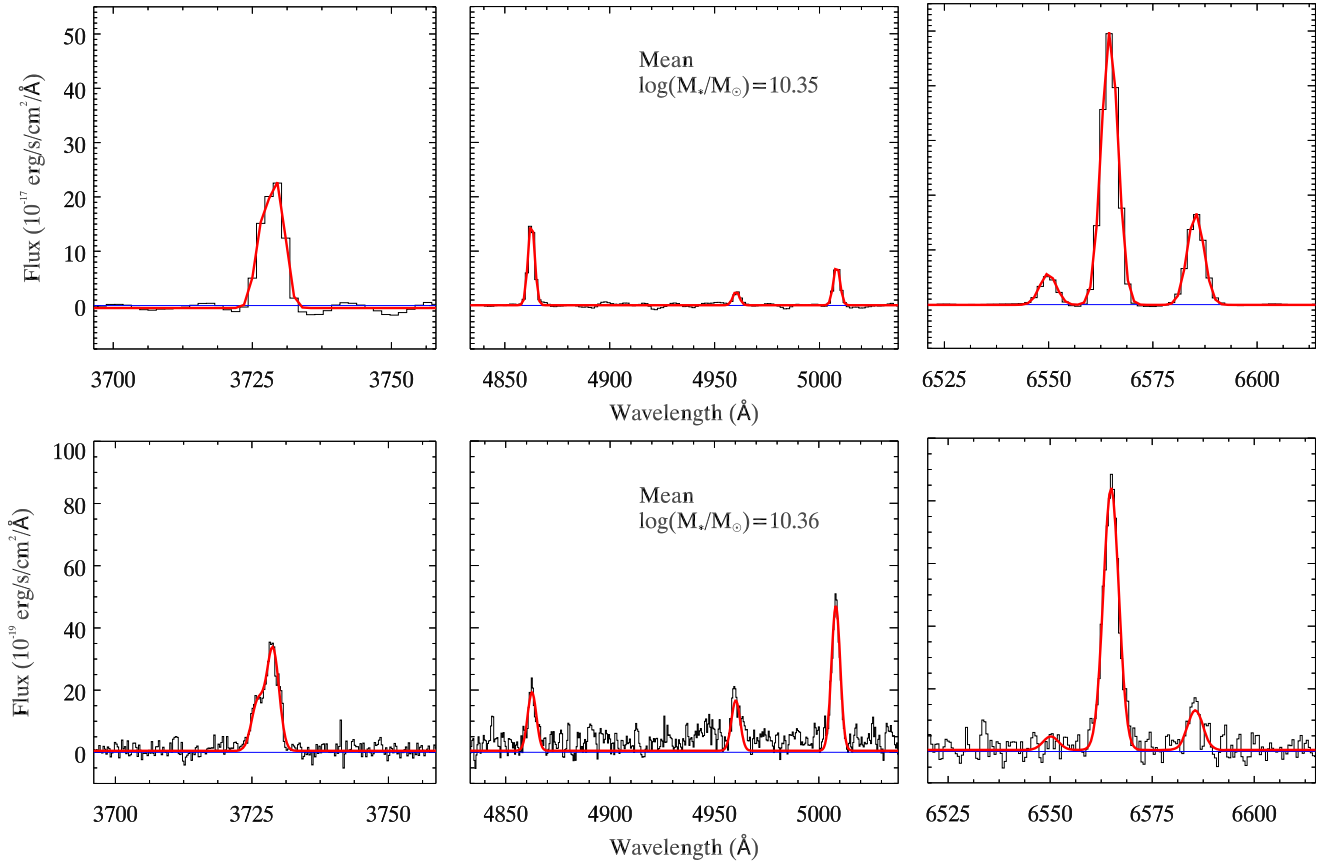 50
40
30
20
10
0
Flux (10⁻¹⁷ erg/s/cm²/Å)
Mean
log(M*/M☉)=10.35
3700 3725 3750
4850 4900 4950 5000
6525 6550 6575 6600
Wavelength (Å)
100
80
60
40
20
0
Flux (10⁻¹⁹ erg/s/cm²/Å)
Mean
log(M*/M☉)=10.36
3700 3725 3750
4850 4900 4950 5000
6525 6550 6575 6600
Wavelength (Å)